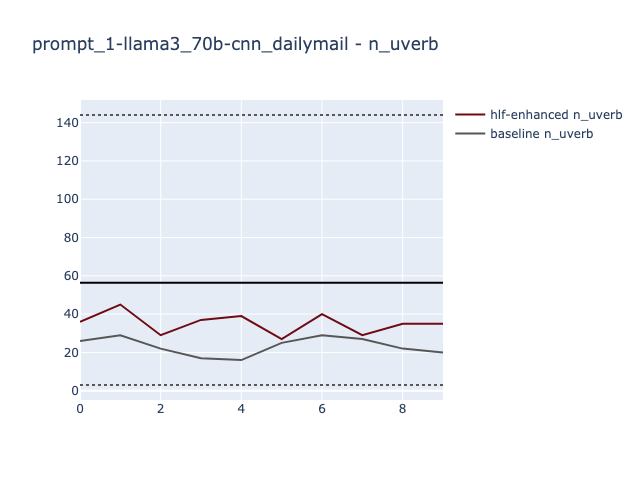 prompt_1-llama3_70b-cnn_dailymail - n_uverb
hlf-enhanced n_uverb
baseline n_uverb
140
120
100
80
60
40
20
0
0 2 4 6 8